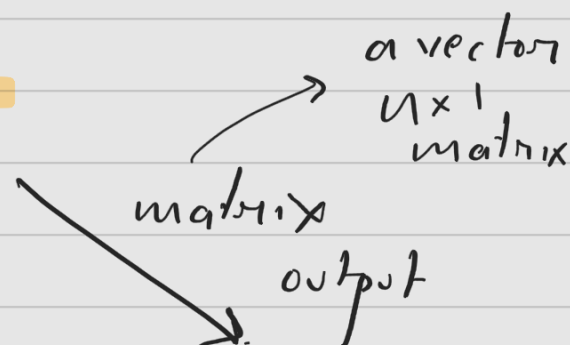 a vector
n x 1
matrix
matrix
output